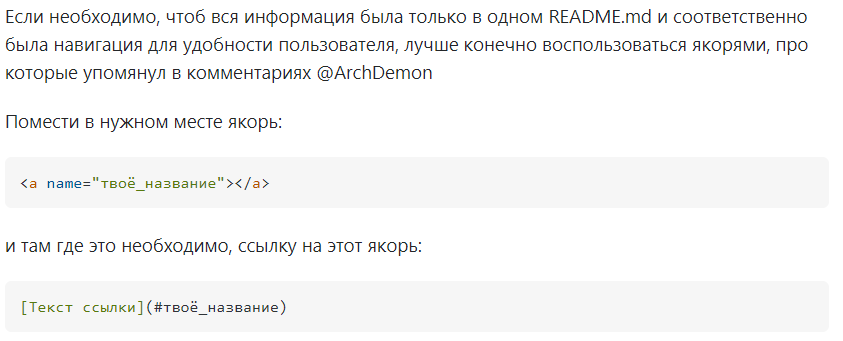 Если необходимо, чтоб вся информация была только в одном README.md и соответственно
была навигация для удобности пользователя, лучше конечно воспользоваться якорями, про
которые упомянул в комментариях @ArchDemon
Помести в нужном месте якорь:
<a name="твоё_название"></a>
и там где это необходимо, ссылку на этот якорь:
[Текст ссылки](#твоё_название)